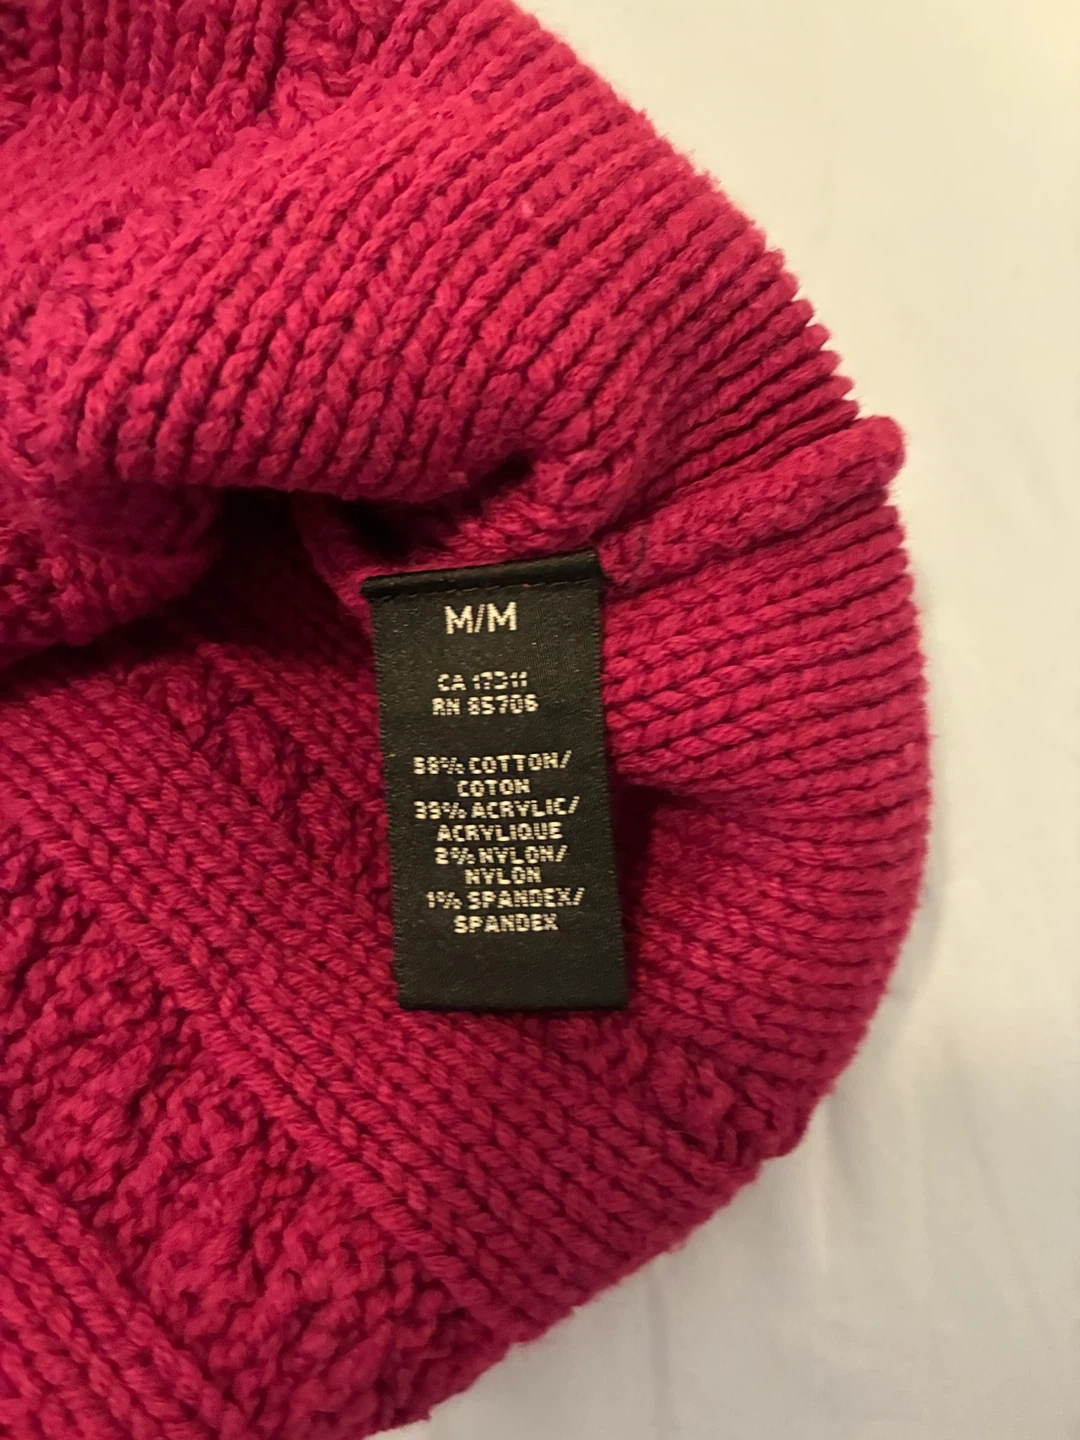 M/M
CA 17311
RN 85706
58% COTTON/
COTON
39% ACRYLIC/
ACRYLIQUE
2% NYLON/
NYLON
1% SPANDEX/
SPANDEX